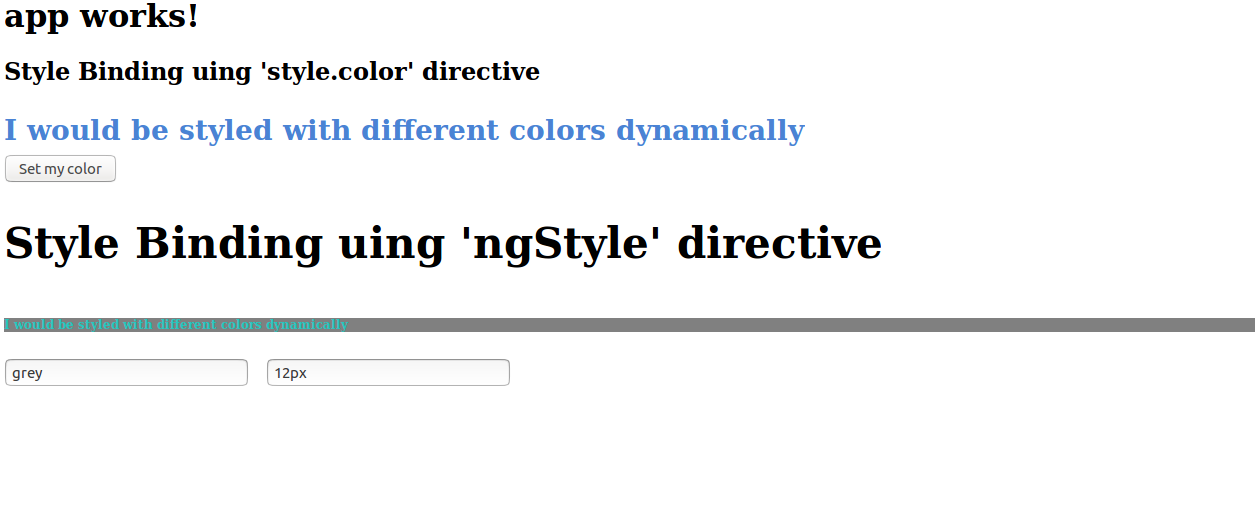 app works!
Style Binding uing 'style.color' directive
I would be styled with different colors dynamically
Set my color
Style Binding uing 'ngStyle' directive
I would be styled with different colors dynamically
grey 12px